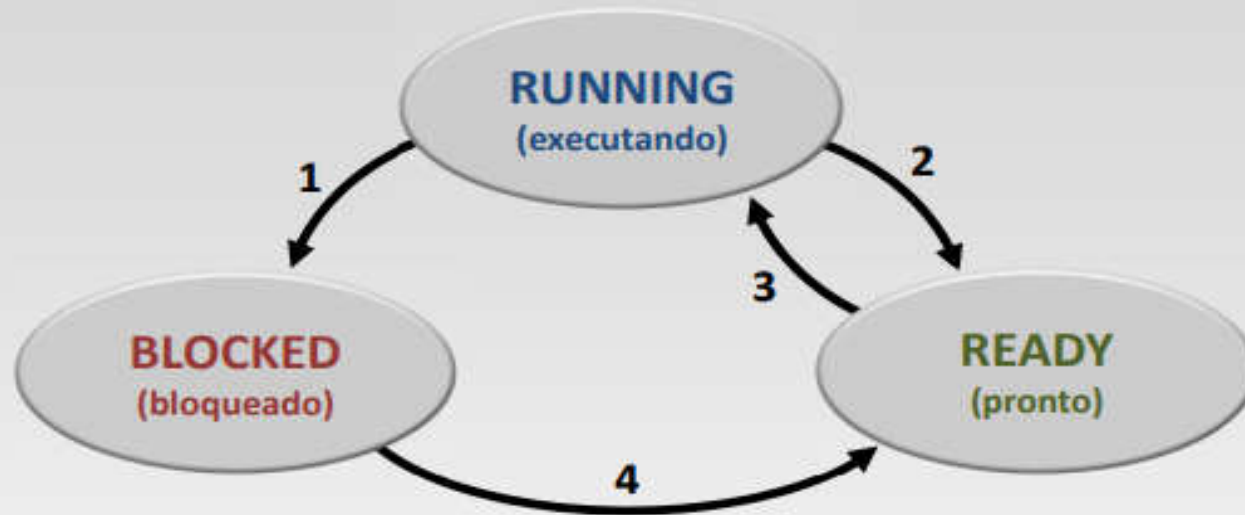 RUNNING
(executando)
1
2
3
BLOCKED
(bloqueado)
READY
(pronto)
4